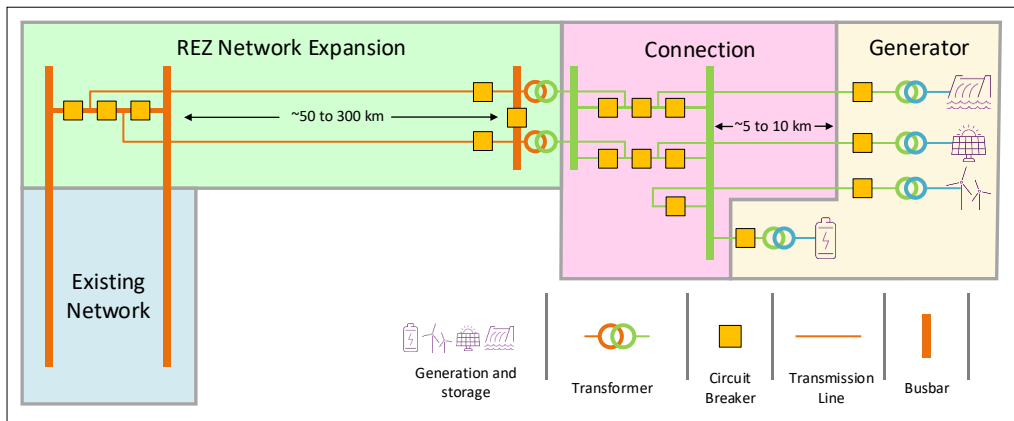 REZ Network Expansion
Connection
Generator
~50 to 300 km
~5 to 10 km
Existing
Network
Generation and
storage
Transformer
Circuit
Breaker
Transmission
Line
Busbar